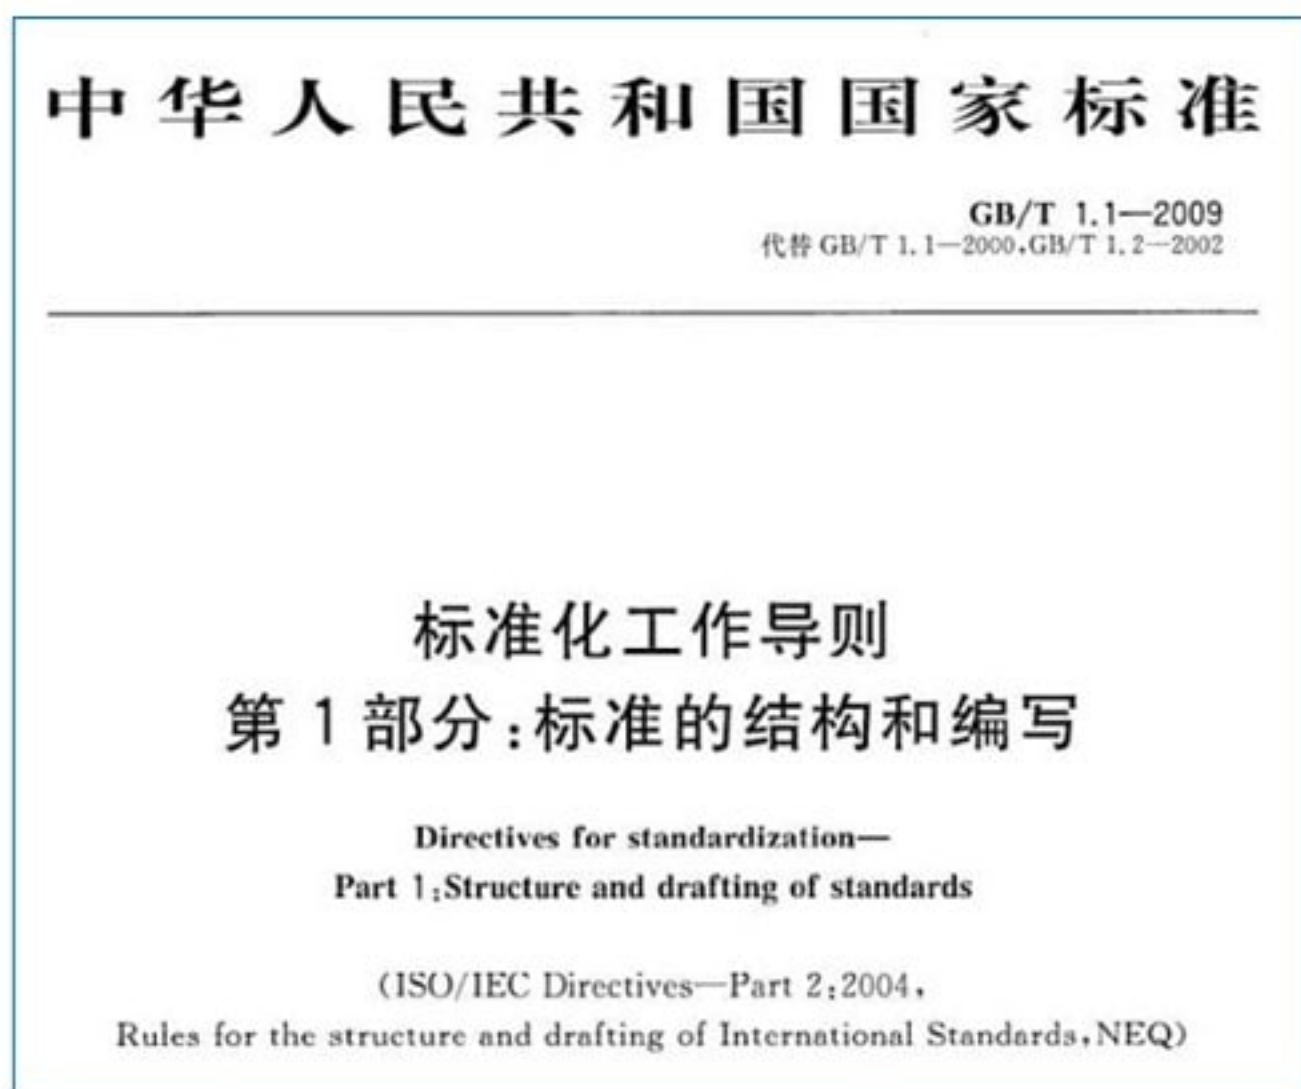 中华人民共和国国家标准
GB/T 1.1—2009
代替 GB/T 1.1—2000,GB/T 1.2—2002
标准化工作导则
第 1 部分:标准的结构和编写
Directives for standardization—
Part 1:Structure and drafting of standards
(ISO/IEC Directives—Part 2:2004,
Rules for the structure and drafting of International Standards,NEQ)